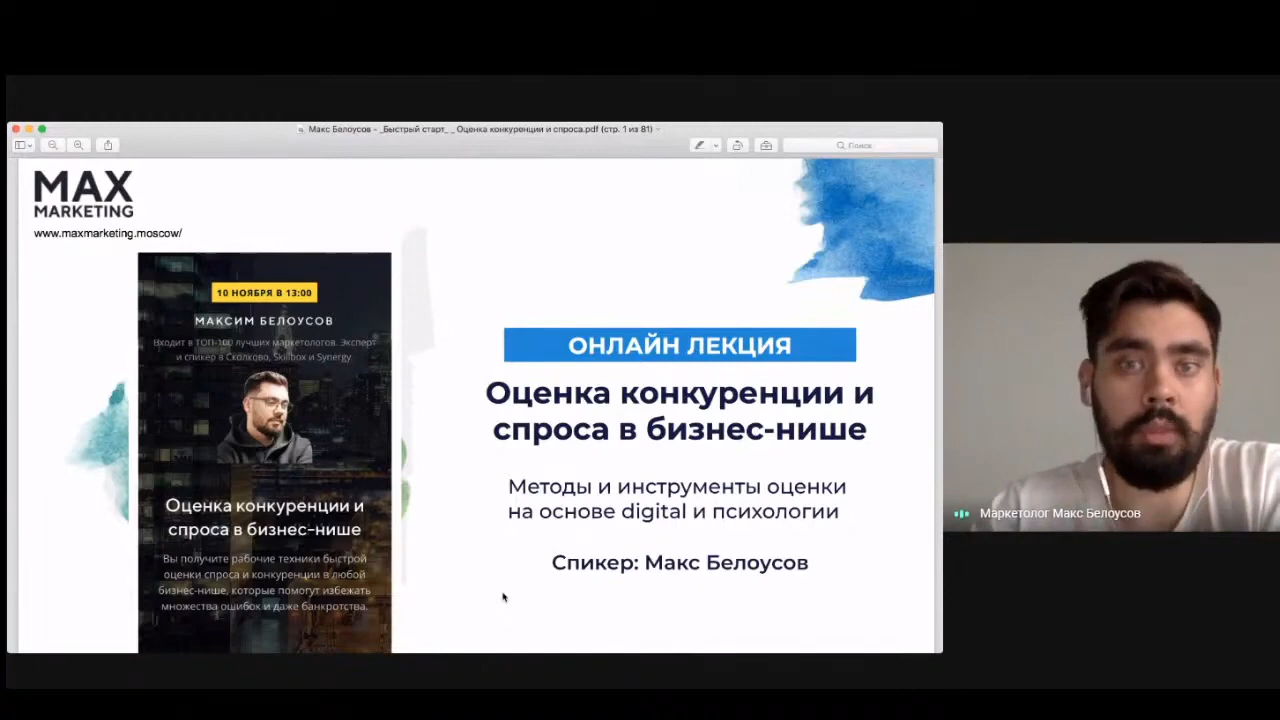 Макс Белоусов - _Быстрый старт_ _ Оценка конкуренции и спроса.pdf (стр. 1 из 81)
Поиск
MAX
MARKETING
www.maxmarketing.moscow/
10 НОЯБРЯ В 13:00
МАКСИМ БЕЛОУСОВ
Входит в ТОП-100 лучших маркетологов. Эксперт
и спикер в Сколково, Skillbox и Synergy
Оценка конкуренции и
спроса в бизнес-нише
Вы получите рабочие техники быстрой
оценки спроса и конкуренции в любой
бизнес-нише, которые помогут избежать
множества ошибок и даже банкротства.
ОНЛАЙН ЛЕКЦИЯ
Оценка конкуренции и
спроса в бизнес-нише
Методы и инструменты оценки
на основе digital и психологии
Спикер: Макс Белоусов
Маркетолог Макс Белоусов